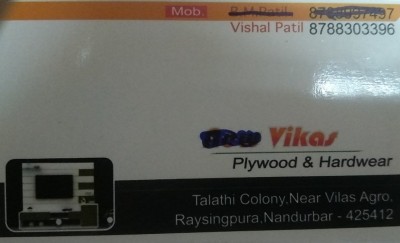 Mob.
Vishal Patil 8788303396
Vikas
Plywood & Hardwear
Talathi Colony,Near Vilas Agro,
Raysingpura,Nandurbar - 425412